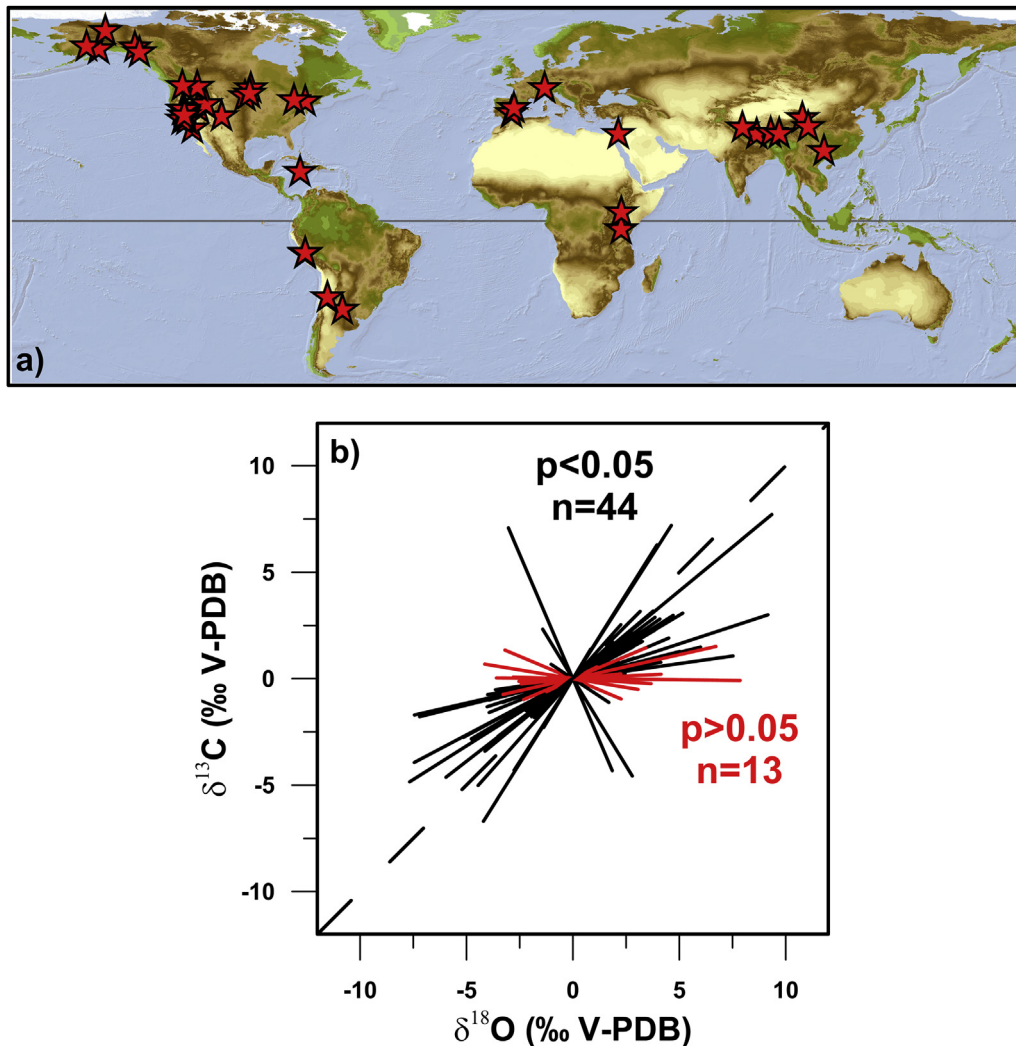 a)
b)
p<0.05
n=44
p>0.05
n=13
10
5
0
-5
-10
δ¹³C (‰ V-PDB)
-10
-5
0
5
10
δ¹⁸O (‰ V-PDB)